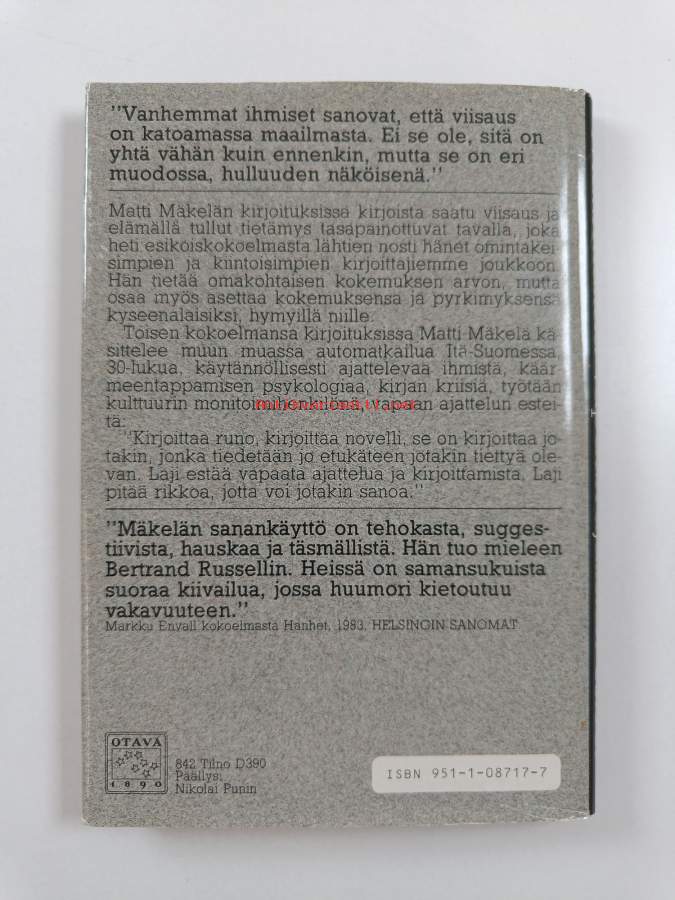 "Vanhemmat ihmiset sanovat, että viisaus
on katoamassa maailmasta. Ei se ole, sitä on
yhtä vähän kuin ennenkin, mutta se on eri
muodossa, hulluuden näköisenä."
Matti Mäkelän kirjoituksissa kirjoista saatu viisaus ja
elämällä tullut tietämys tasapainottuvat tavalla, joka
heti esikoiskokoelmasta lähtien nosti hänet omintakei-
simpien ja kiintoisimpien kirjoittajiemme joukkoon.
Hän tietää omakohtaisen kokemuksen arvon, mutta
osaa myös asettaa kokemuksensa ja pyrkimyksensä
kyseenalaisiksi, hymyillä niille.
Toisen kokoelmansa kirjoituksissa Matti Mäkelä kä-
sittelee muun muassa automatkailua Itä-Suomessa,
30-lukua, käytännöllisesti ajattelevaa ihmistä, käär-
meentappamisen psykologiaa, kirjan kriisiä, työtään
kulttuurin monitoimimiehenä, vapaan ajattelun estei-
tä:
"Kirjoittaa runo, kirjoittaa novelli, se on kirjoittaa jo-
takin, jonka tiedetään jo etukäteen jotakin tiettyä ole-
van. Laji estää vapaata ajattelua ja kirjoittamista. Laji
pitää rikkoa, jotta voi jotakin sanoa."
"Mäkelän sanankäyttö on tehokasta, sugges-
tiivista, hauskaa ja täsmällistä. Hän tuo mieleen
Bertrand Russellin. Heissä on samansukuista
suoraa kiivailua, jossa huumori kietoutuu
vakavuuteen."
Markku Envall kokoelmasta Hanhet, 1983, HELSINGIN SANOMAT
OTAVA
1890
842 Tilno D390
Päällys:
Nikolai Punin
ISBN 951-1-08717-7